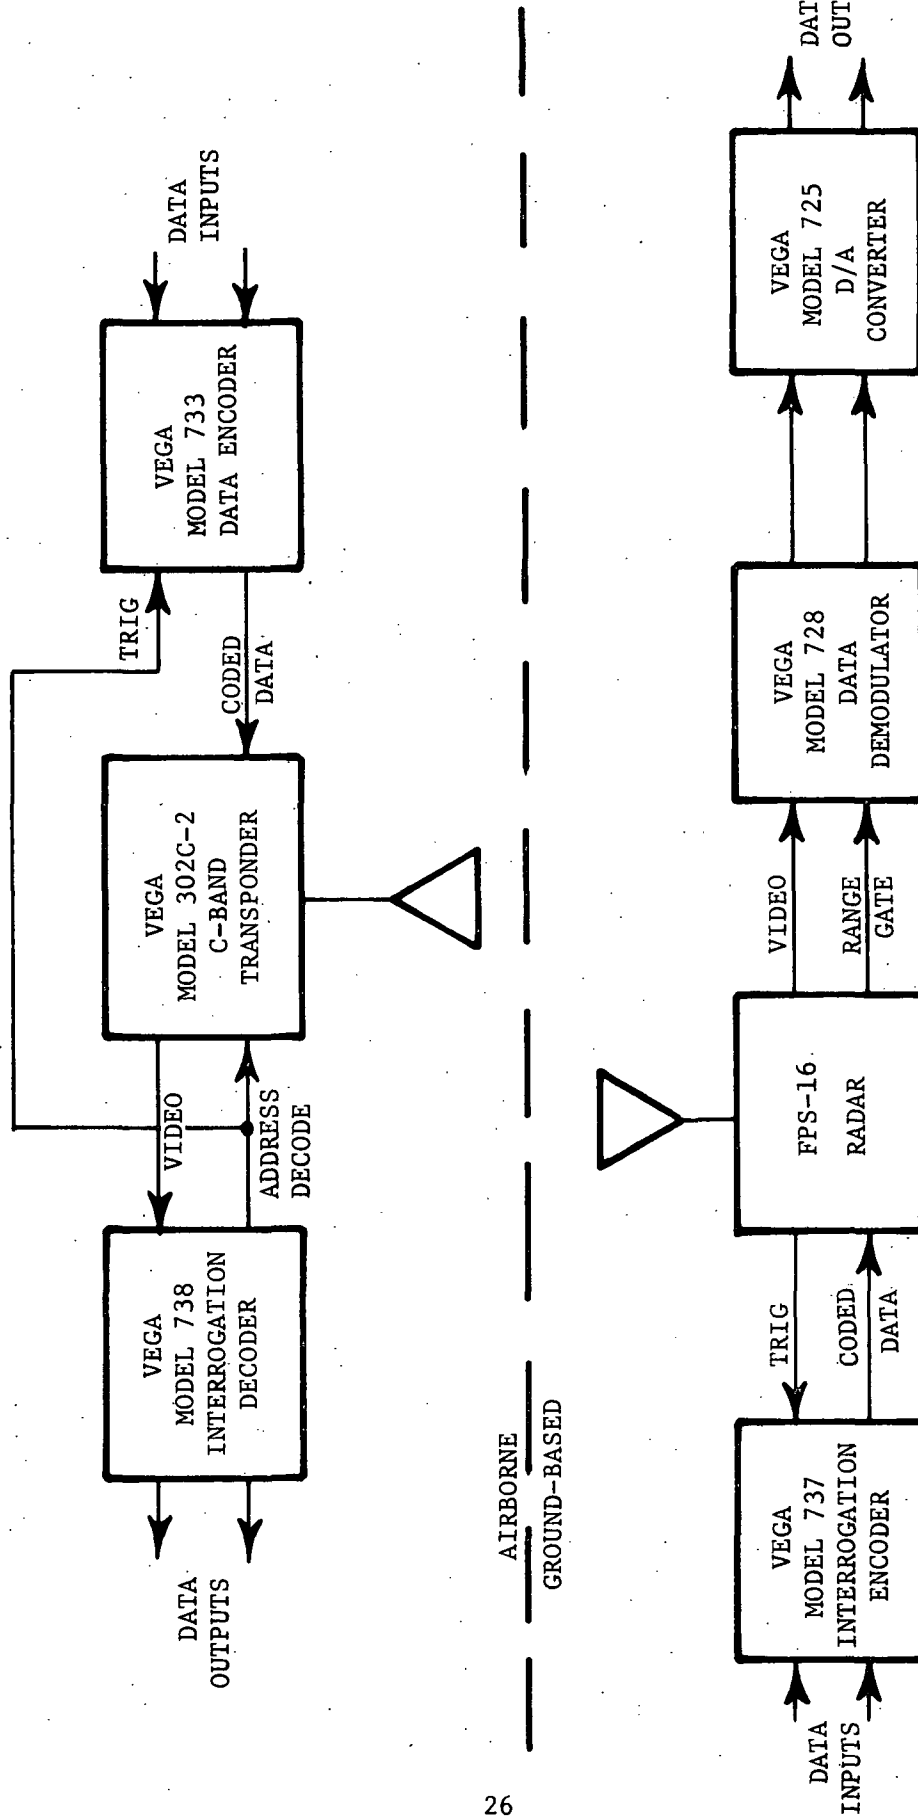 DATA
OUTPUTS
VEGA
MODEL 738
INTERROGATION
DECODER
VIDEO
ADDRESS
DECODE
VEGA
MODEL 302C-2
C-BAND
TRANSPONDER
TRIG
CODED
DATA
VEGA
MODEL 733
DATA ENCODER
DATA
INPUTS
AIRBORNE
GROUND-BASED
DATA
INPUTS
VEGA
MODEL 737
INTERROGATION
ENCODER
TRIG
CODED
DATA
FPS-16
RADAR
VIDEO
RANGE
GATE
VEGA
MODEL 728
DATA
DEMODULATOR
VEGA
MODEL 725
D/A
CONVERTER
DAT
OUT
26